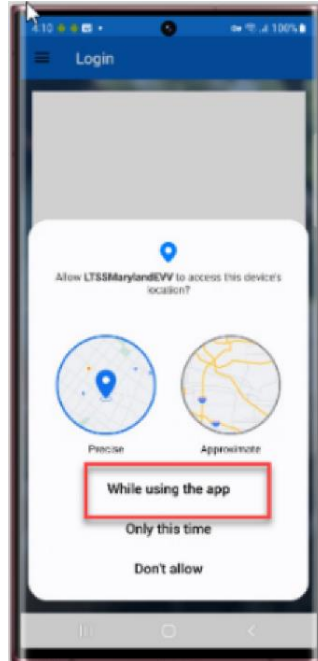 4:10
100%
Login
Allow LTSSMarylandEVV to access this device's
location?
Precise
Approximate
While using the app
Only this time
Don't allow